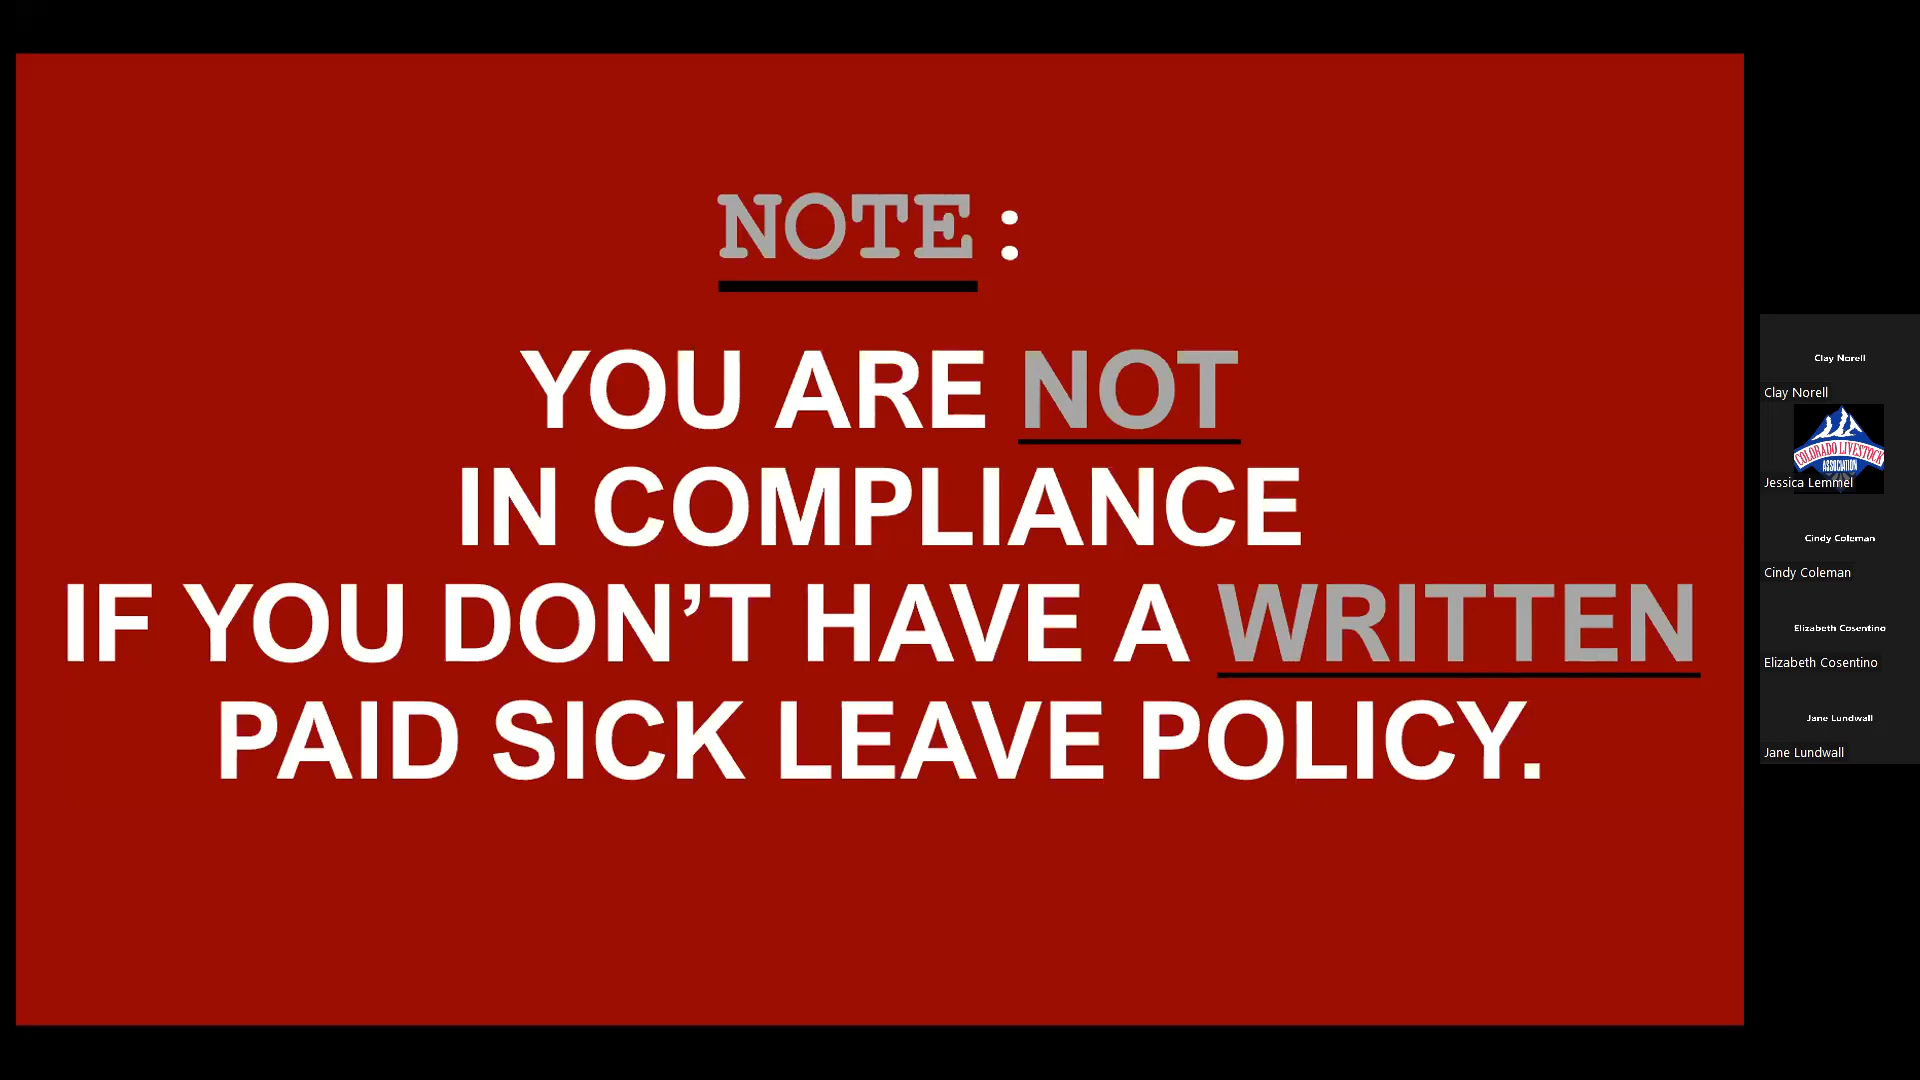 NOTE:
YOU ARE NOT
IN COMPLIANCE
IF YOU DON’T HAVE A WRITTEN
PAID SICK LEAVE POLICY.
Clay Norell
Clay Norell
COLORADO LIVESTOCK
ASSOCIATION
Jessica Lemmel
Cindy Coleman
Cindy Coleman
Elizabeth Cosentino
Elizabeth Cosentino
Jane Lundwall
Jane Lundwall